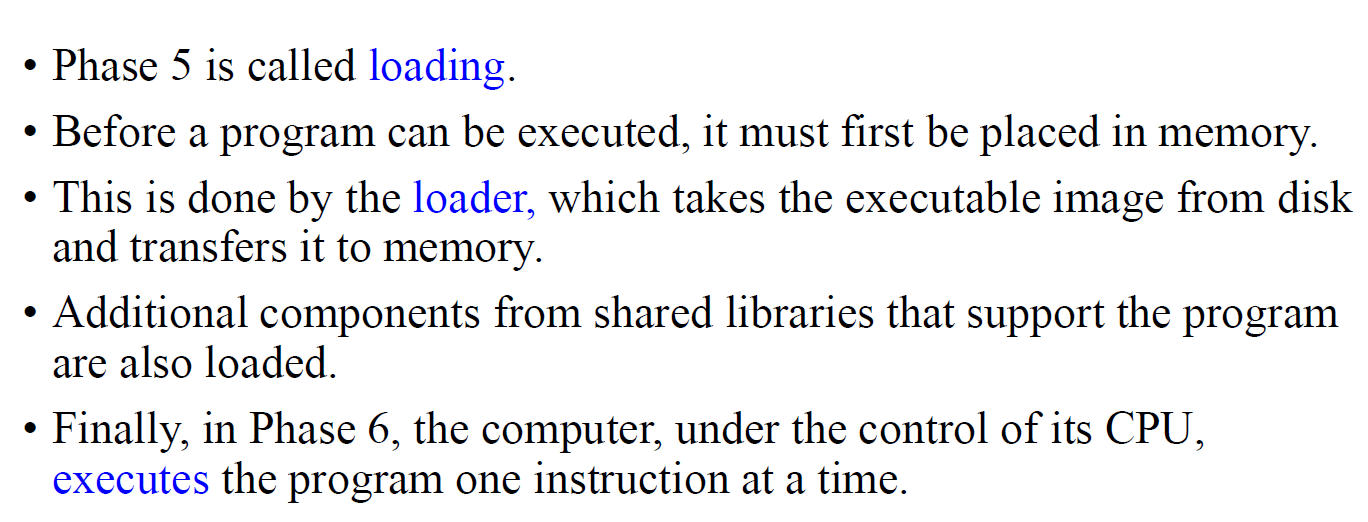 • Phase 5 is called loading.
• Before a program can be executed, it must first be placed in memory.
• This is done by the loader, which takes the executable image from disk
and transfers it to memory.
• Additional components from shared libraries that support the program
are also loaded.
• Finally, in Phase 6, the computer, under the control of its CPU,
executes the program one instruction at a time.